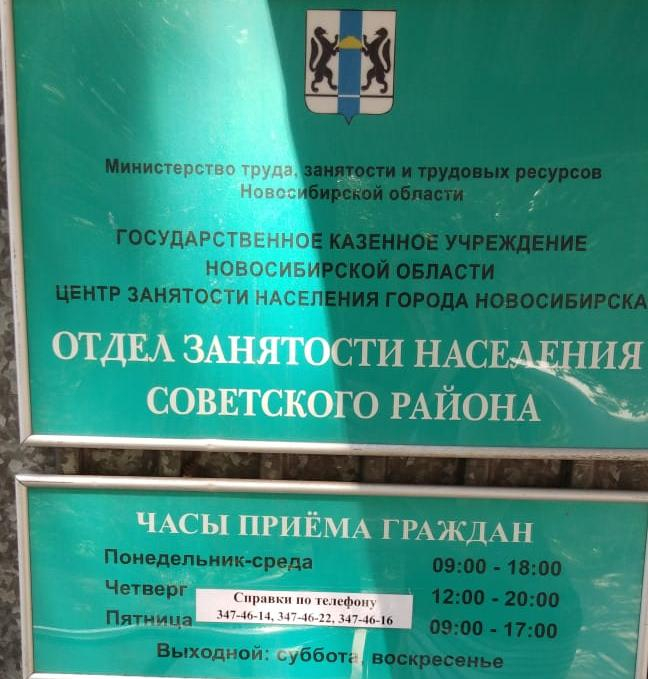 Министерство труда, занятости и трудовых ресурсов
Новосибирской области
ГОСУДАРСТВЕННОЕ КАЗЕННОЕ УЧРЕЖДЕНИЕ
НОВОСИБИРСКОЙ ОБЛАСТИ
ЦЕНТР ЗАНЯТОСТИ НАСЕЛЕНИЯ ГОРОДА НОВОСИБИРСКА
ОТДЕЛ ЗАНЯТОСТИ НАСЕЛЕНИЯ
СОВЕТСКОГО РАЙОНА
ЧАСЫ ПРИЁМА ГРАЖДАН
Понедельник-среда 09:00 - 18:00
Четверг 12:00 - 20:00
Пятница 09:00 - 17:00
Справки по телефону
347-46-14, 347-46-22, 347-46-16
Выходной: суббота, воскресенье